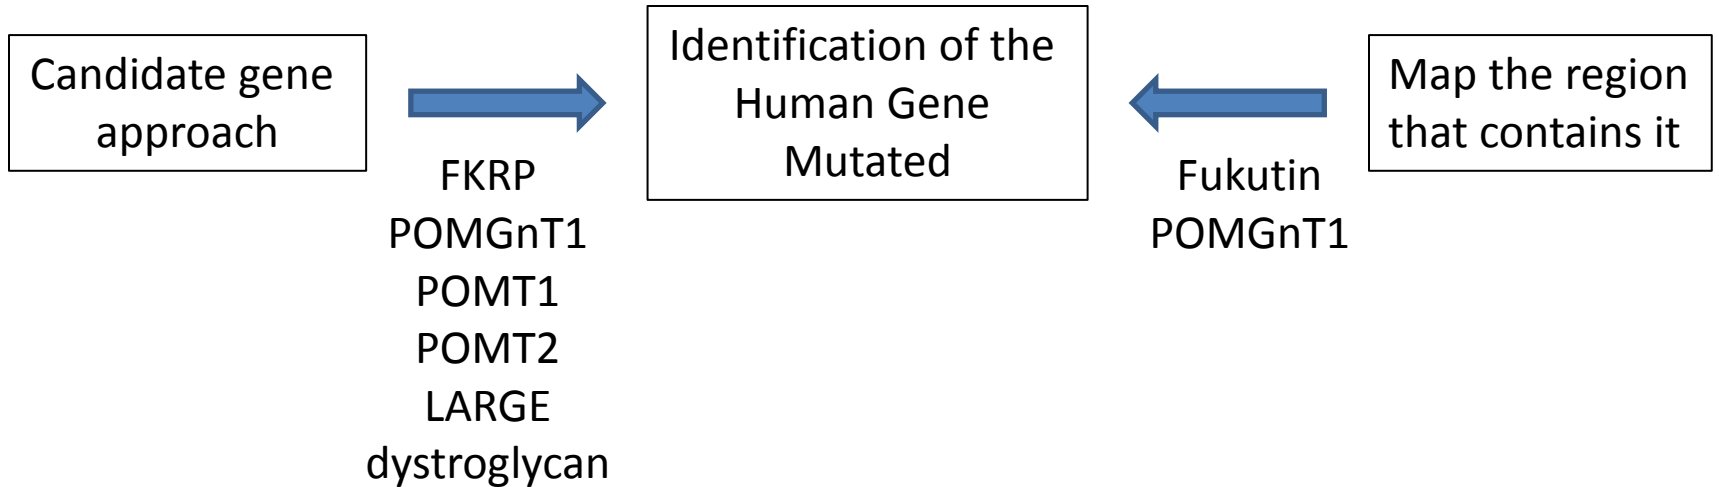 Candidate gene
approach
FKRP
POMGnT1
POMT1
POMT2
LARGE
dystroglycan
Identification of the
Human Gene
Mutated
Map the region
that contains it
Fukutin
POMGnT1